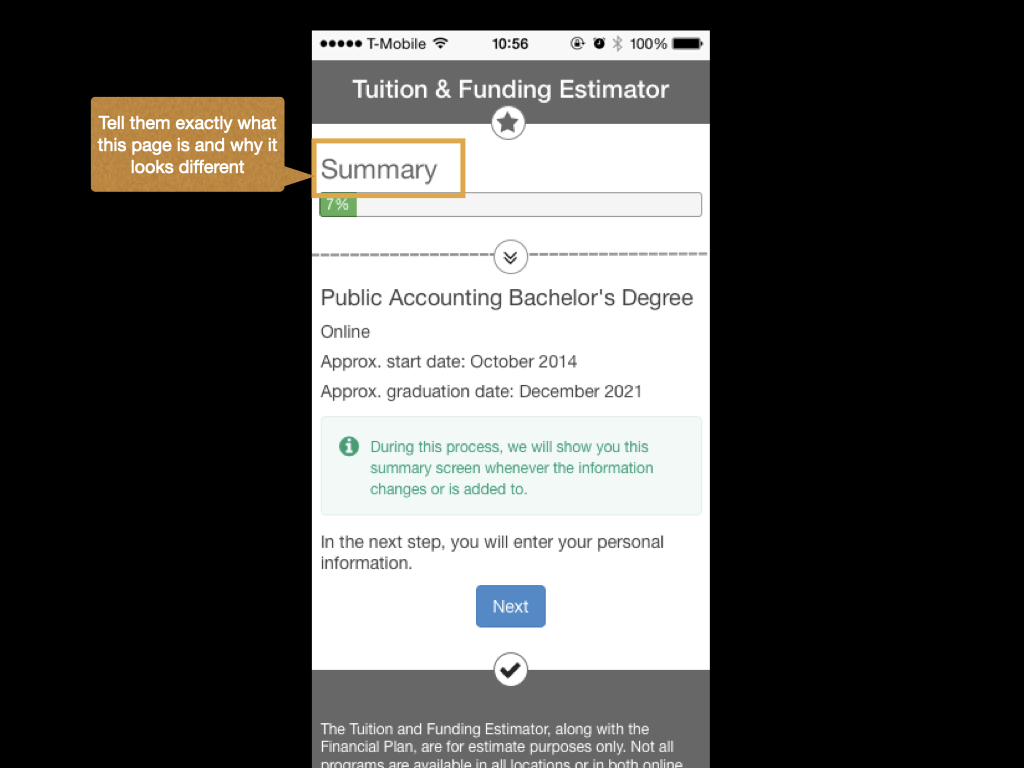 T-Mobile 10:56 100%
Tuition & Funding Estimator
Tell them exactly what
this page is and why it
looks different
Summary
7%
Public Accounting Bachelor's Degree
Online
Approx. start date: October 2014
Approx. graduation date: December 2021
During this process, we will show you this
summary screen whenever the information
changes or is added to.
In the next step, you will enter your personal
information.
Next
The Tuition and Funding Estimator, along with the
Financial Plan, are for estimate purposes only. Not all
programs are available in all locations or in both online